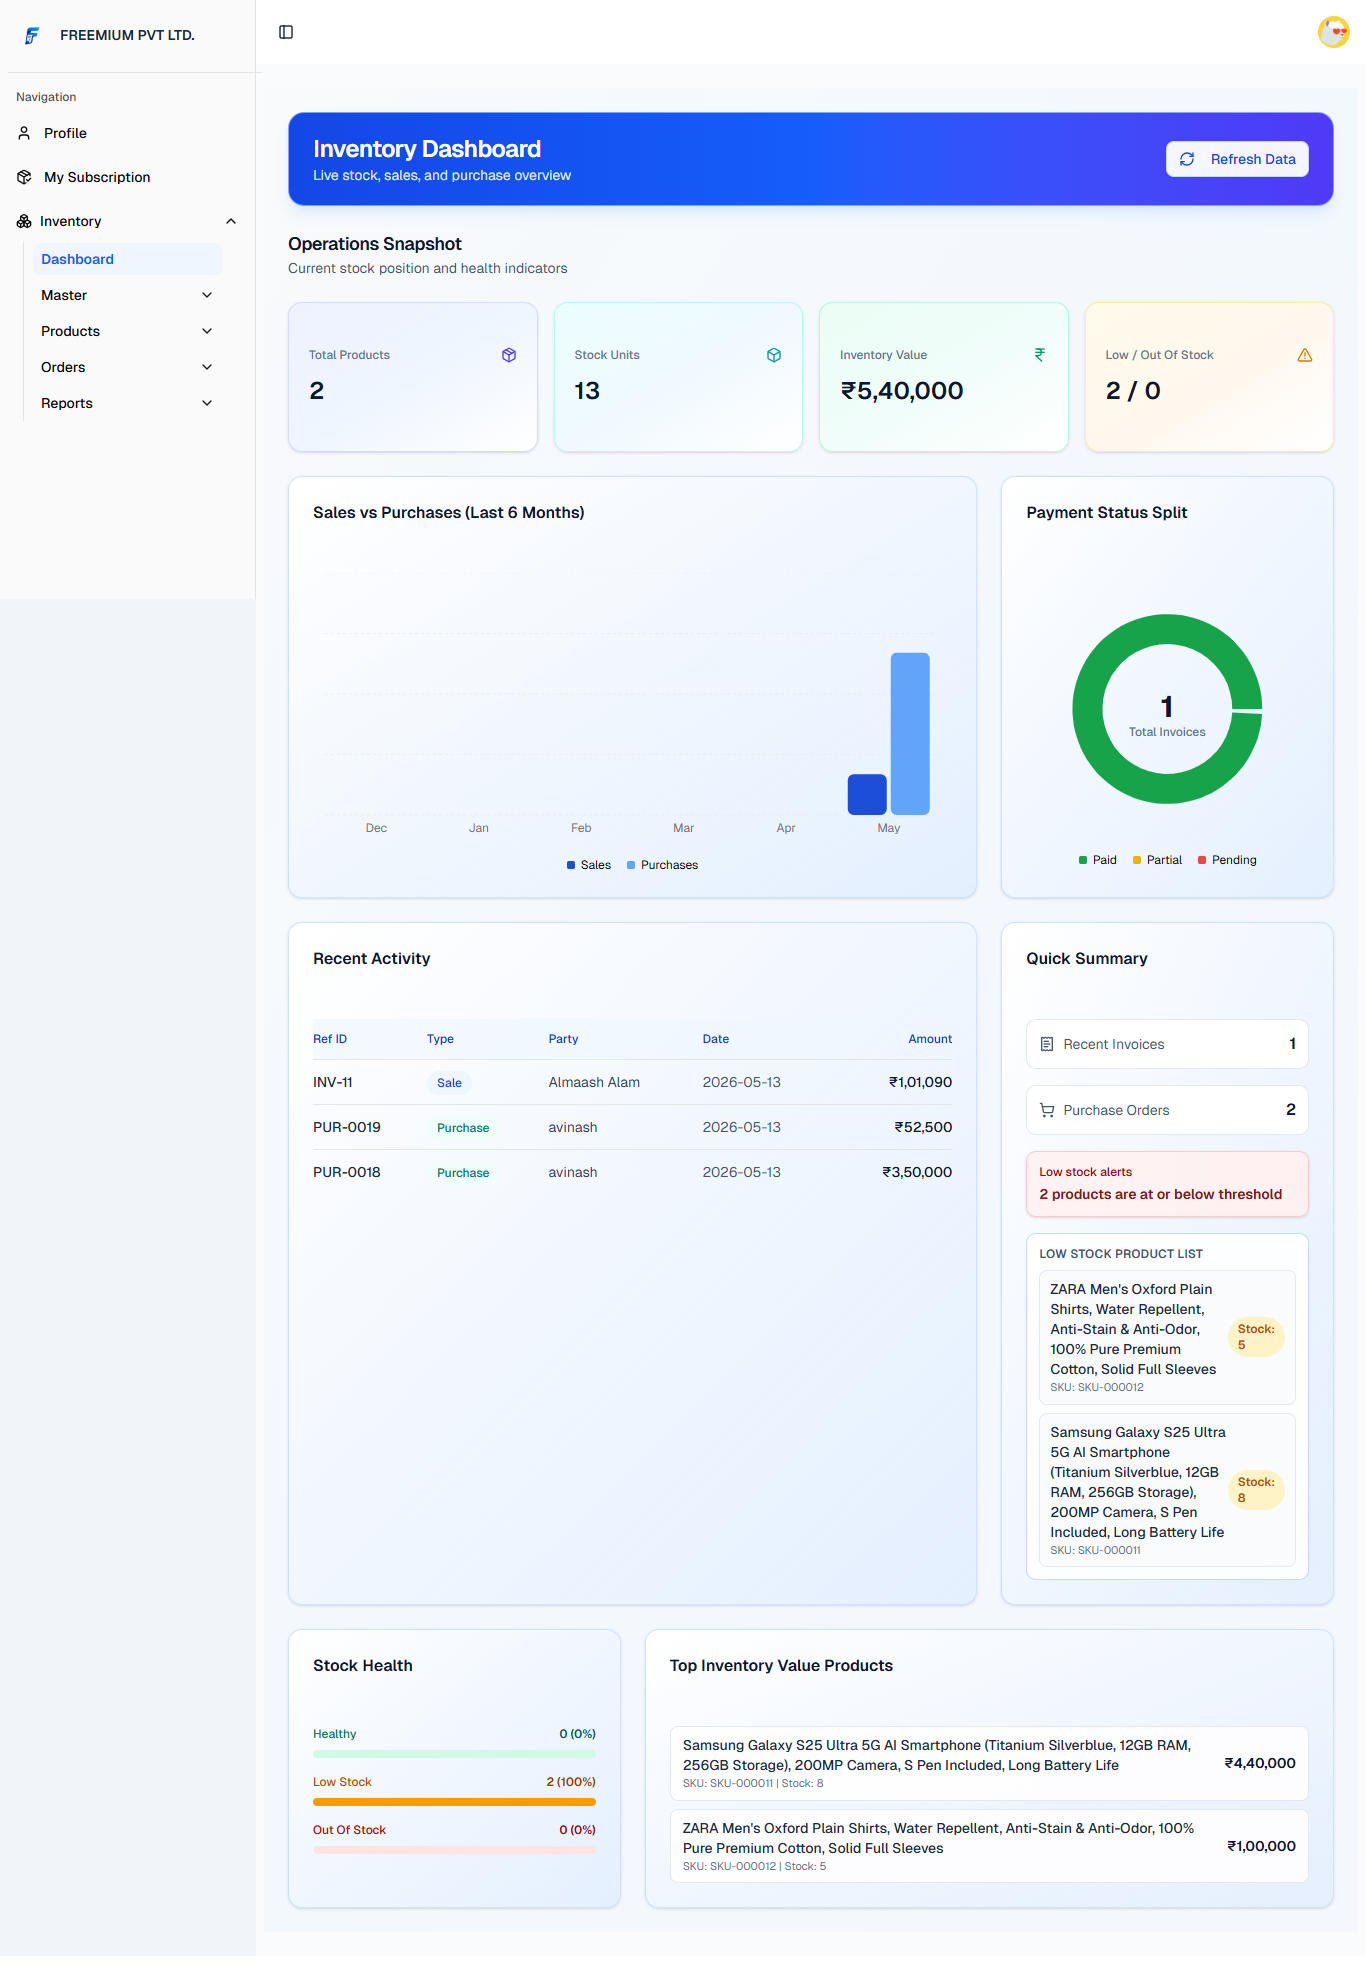 FREEMIUM PVT LTD.
Navigation
Profile
My Subscription
Inventory
Dashboard
Master
Products
Orders
Reports
Inventory Dashboard
Live stock, sales, and purchase overview
Refresh Data
Operations Snapshot
Current stock position and health indicators
Total Products
2
Stock Units
13
Inventory Value
₹5,40,000
Low / Out Of Stock
2 / 0
Sales vs Purchases (Last 6 Months)
Dec Jan Feb Mar Apr May
Sales Purchases
Payment Status Split
1
Total Invoices
Paid Partial Pending
Recent Activity
Ref ID Type Party Date Amount
INV-11 Sale Almaash Alam 2026-05-13 ₹1,01,090
PUR-0019 Purchase avinash 2026-05-13 ₹52,500
PUR-0018 Purchase avinash 2026-05-13 ₹3,50,000
Quick Summary
Recent Invoices 1
Purchase Orders 2
Low stock alerts
2 products are at or below threshold
LOW STOCK PRODUCT LIST
ZARA Men's Oxford Plain
Shirts, Water Repellent,
Anti-Stain & Anti-Odor,
100% Pure Premium
Cotton, Solid Full Sleeves
SKU: SKU-000012
Stock:
5
Samsung Galaxy S25 Ultra
5G AI Smartphone
(Titanium Silverblue, 12GB
RAM, 256GB Storage),
200MP Camera, S Pen
Included, Long Battery Life
SKU: SKU-000011
Stock:
8
Stock Health
Healthy 0 (0%)
Low Stock 2 (100%)
Out Of Stock 0 (0%)
Top Inventory Value Products
Samsung Galaxy S25 Ultra 5G AI Smartphone (Titanium Silverblue, 12GB RAM,
256GB Storage), 200MP Camera, S Pen Included, Long Battery Life
SKU: SKU-000011 | Stock: 8
₹4,40,000
ZARA Men's Oxford Plain Shirts, Water Repellent, Anti-Stain & Anti-Odor, 100%
Pure Premium Cotton, Solid Full Sleeves
SKU: SKU-000012 | Stock: 5
₹1,00,000